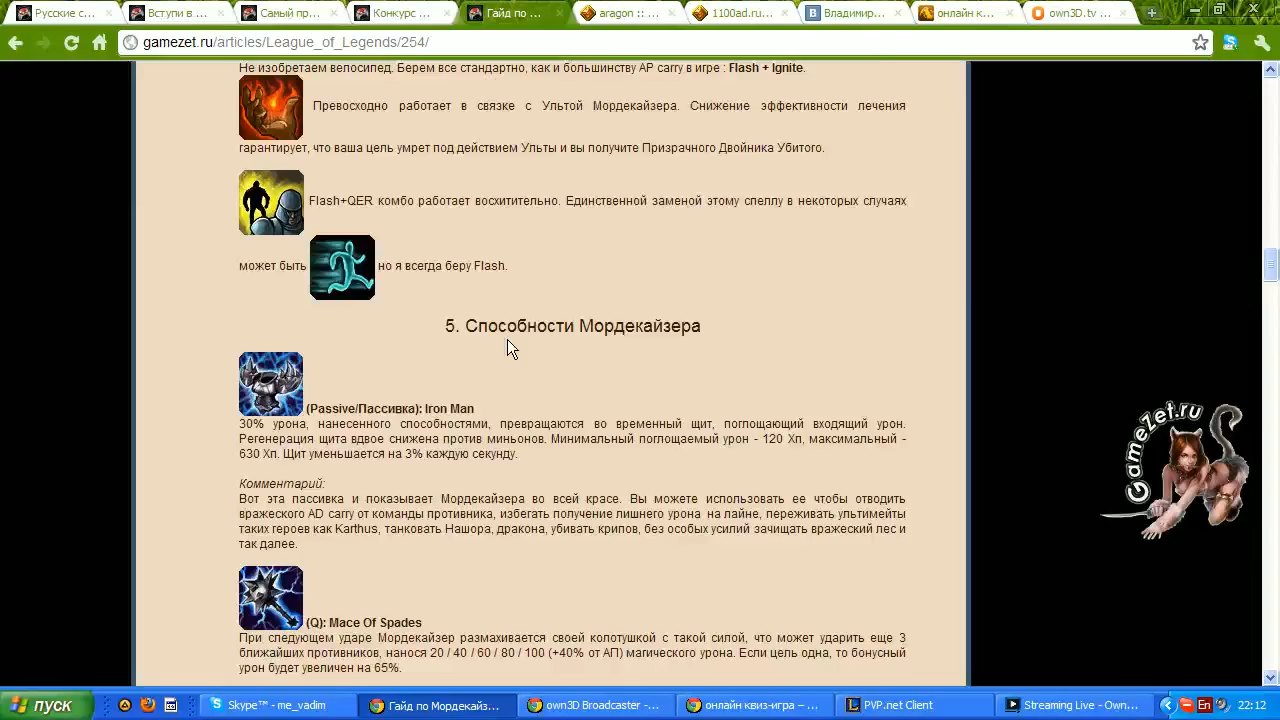 Русские с...
Вступи в ...
Самый пр...
Конкурс ...
Гайд по ...
aragon :: ...
1100ad.ru...
Владимир...
онлайн к...
own3D.tv ...
gamezet.ru/articles/League_of_Legends/254/
Не изобретаем велосипед. Берем все стандартно, как и большинству AP carry в игре : Flash + Ignite.
Превосходно работает в связке с Ультой Мордекайзера. Снижение эффективности лечения
гарантирует, что ваша цель умрет под действием Ульты и вы получите Призрачного Двойника Убитого.
Flash+QER комбо работает восхитительно. Единственной заменой этому спеллу в некоторых случаях
может быть но я всегда беру Flash.
5. Способности Мордекайзера
(Passive/Пассивка): Iron Man
30% урона, нанесенного способностями, превращаются во временный щит, поглощающий входящий урон.
Регенерация щита вдвое снижена против миньонов. Минимальный поглощаемый урон - 120 Хп, максимальный -
630 Хп. Щит уменьшается на 3% каждую секунду.
Комментарий:
Вот эта пассивка и показывает Мордекайзера во всей красе. Вы можете использовать ее чтобы отводить
вражеского AD carry от команды противника, избегать получение лишнего урона на лайне, переживать ультимейты
таких героев как Karthus, танковать Нашора, дракона, убивать крипов, без особых усилий зачищать вражеский лес и
так далее.
GameZet.ru
(Q): Mace Of Spades
При следующем ударе Мордекайзер размахивается своей колотушкой с такой силой, что может ударить еще 3
ближайших противников, нанося 20 / 40 / 60 / 80 / 100 (+40% от АП) магического урона. Если цель одна, то бонусный
урон будет увеличен на 65%.
пуск
Skype™ - me_vadim
Гайд по Мордекайз...
own3D Broadcaster -...
онлайн квиз-игра – ...
PVP.net Client
Streaming Live - Own...
En
22:12